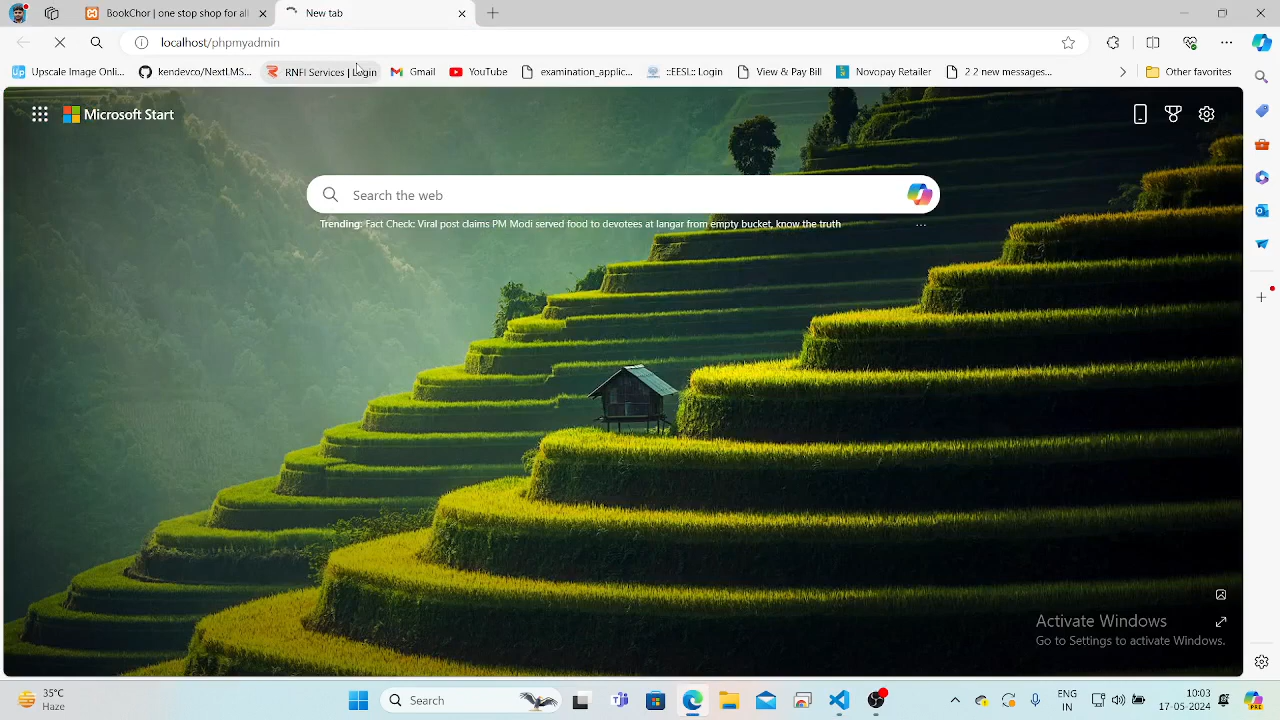 BookChor | one stop shop for all
New tab
localhost/phpmyadmin
Upscale Image Onl...
kendevco/NextLMS...
RNFI Services | Login
Gmail
YouTube
examination_applic...
:: EESL:: Login
View & Pay Bill
Novopay Retailer
2 2 new messages...
Other favorites
Microsoft Start
Search the web
Trending: Fact Check: Viral post claims PM Modi served food to devotees at langar from empty bucket, know the truth
...
Activate Windows
Go to Settings to activate Windows.
35°C
Haze
Search
ENG
IN
10:03
17-05-2024
PRE